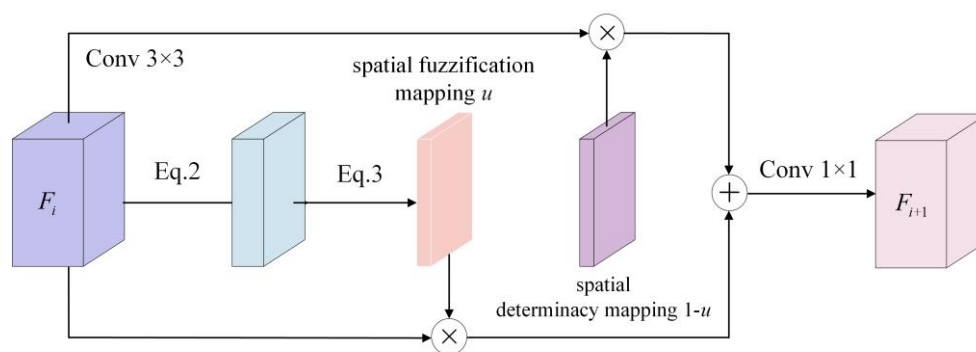 Conv 3×3
spatial fuzzification
mapping u
F_i
Eq.2
Eq.3
Conv 1×1
F_{i+1}
spatial
determinacy mapping 1-u